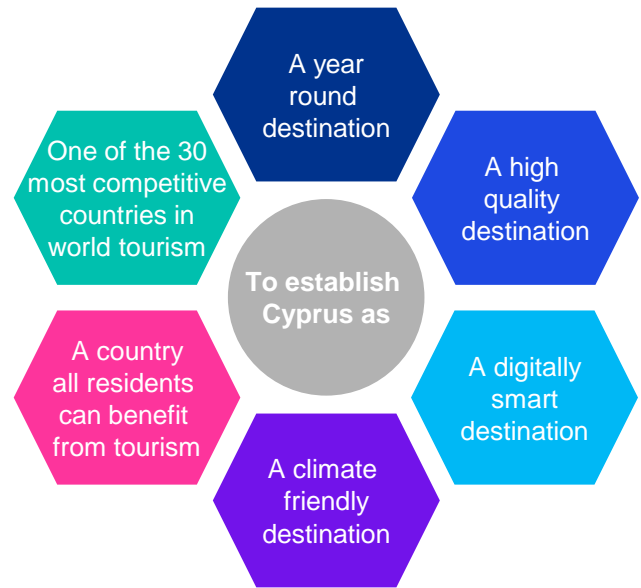 A year
round
destination
One of the 30
most competitive
countries in
world tourism
A high
quality
destination
To establish
Cyprus as
A country
all residents
can benefit
from tourism
A digitally
smart
destination
A climate
friendly
destination